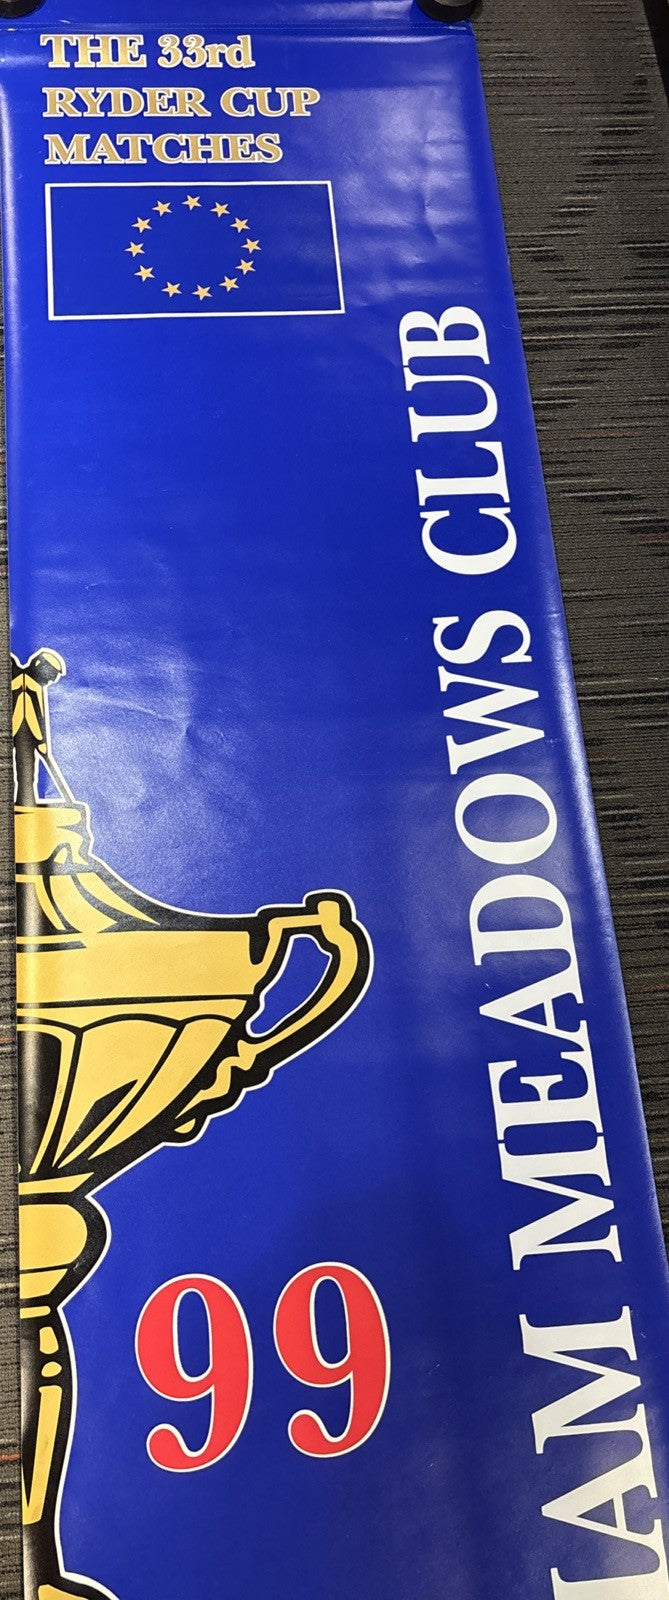 THE 33rd
RYDER CUP
MATCHES
AM MEADOWS CLUB
99